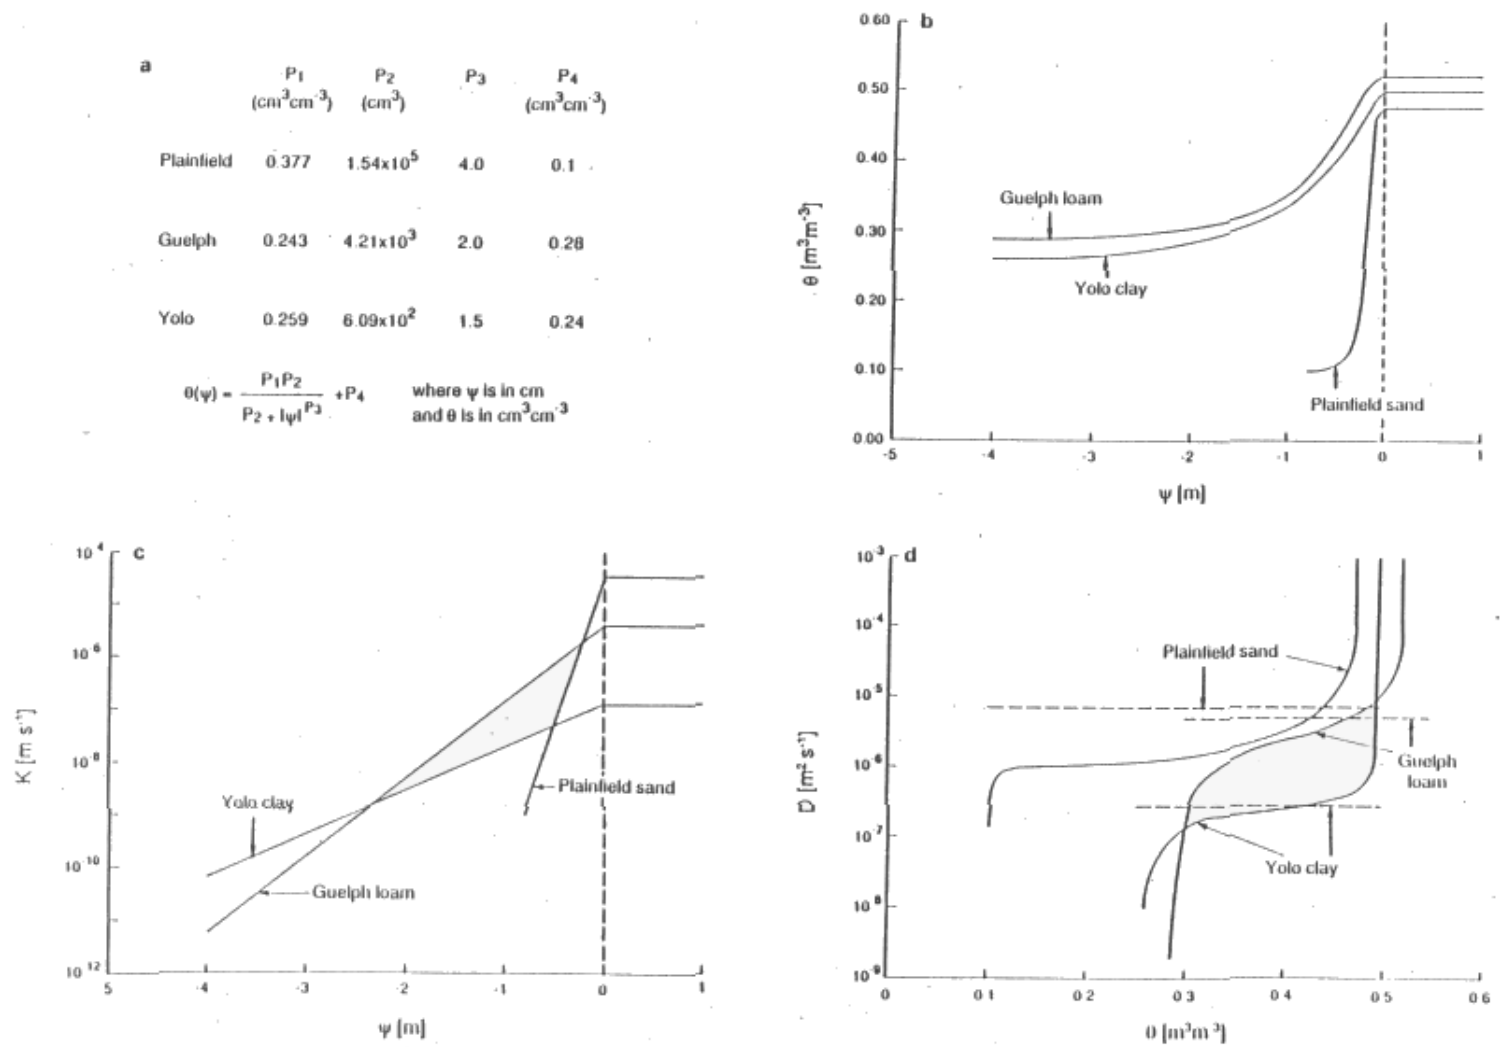 a
P1 P2 P3 P4
(cm³cm⁻³) (cm³) (cm³cm⁻³)
Plainfield 0.377 1.54x10⁵ 4.0 0.1
Guelph 0.243 4.21x10³ 2.0 0.28
Yolo 0.259 6.09x10² 1.5 0.24
θ(ψ) = P1P2 / (P2 + |ψ|^P3) + P4 where ψ is in cm
and θ is in cm³cm⁻³
b
0.60
0.50
0.40
0.30
0.20
0.10
0.00
θ [m³m⁻³]
Guelph loam
Yolo clay
Plainfield sand
-5 -4 -3 -2 -1 0 1
ψ [m]
c
10⁻⁴
10⁻⁶
10⁻⁸
10⁻¹⁰
10⁻¹²
K [m s⁻¹]
Yolo clay
Plainfield sand
Guelph loam
5 4 -3 -2 -1 0 1
ψ [m]
d
10⁻³
10⁻⁴
10⁻⁵
10⁻⁶
10⁻⁷
10⁻⁸
10⁻⁹
D [m² s⁻¹]
Plainfield sand
Guelph
loam
Yolo clay
0 0 1 0 2 0 3 0 4 0 5 0 6
θ [m³m⁻³]